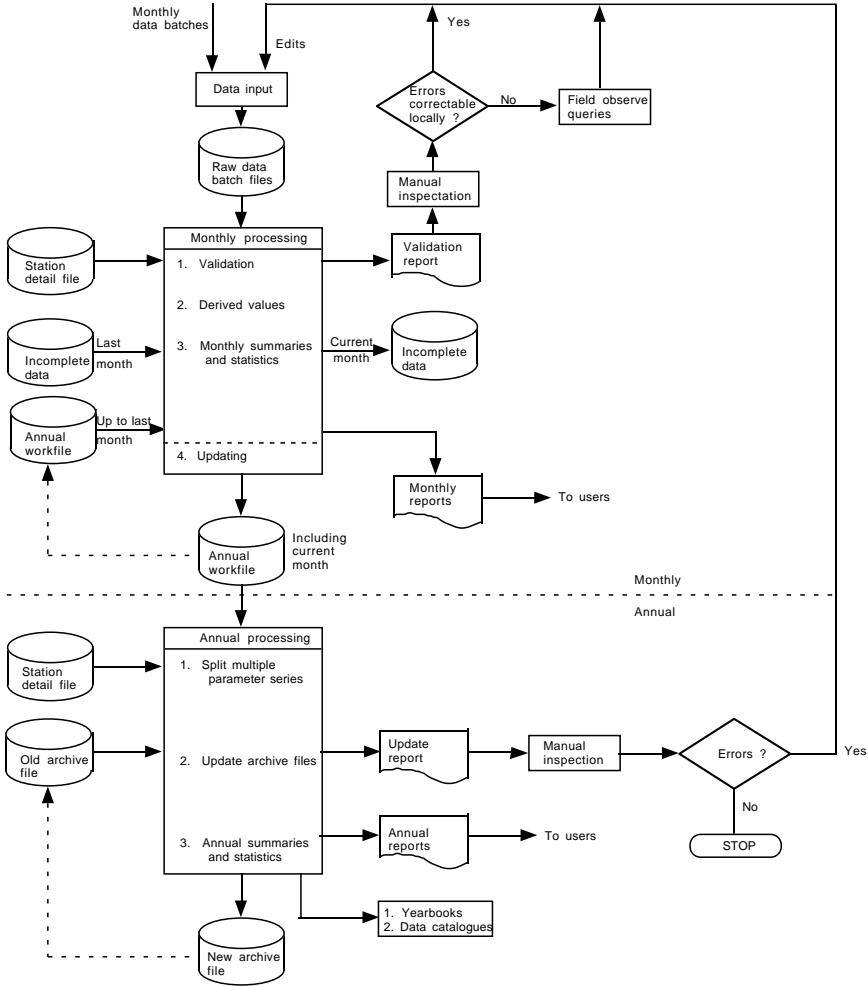 Monthly
data batches
Edits
Yes
Data input
Errors
correctable
locally ?
No
Field observe
queries
Raw data
batch files
Manual
inspectation
Monthly processing
Station
detail file
1. Validation
Validation
report
2. Derived values
Incomplete
data
Last
month
3. Monthly summaries
and statistics
Current
month
Incomplete
data
Annual
workfile
Up to last
month
4. Updating
Monthly
reports
To users
Annual
workfile
Including
current
month
Monthly
Annual
Annual processing
Station
detail file
1. Split multiple
parameter series
Old archive
file
2. Update archive files
Update
report
Manual
inspection
Errors ?
Yes
No
3. Annual summaries
and statistics
Annual
reports
To users
STOP
1. Yearbooks
2. Data catalogues
New archive
file